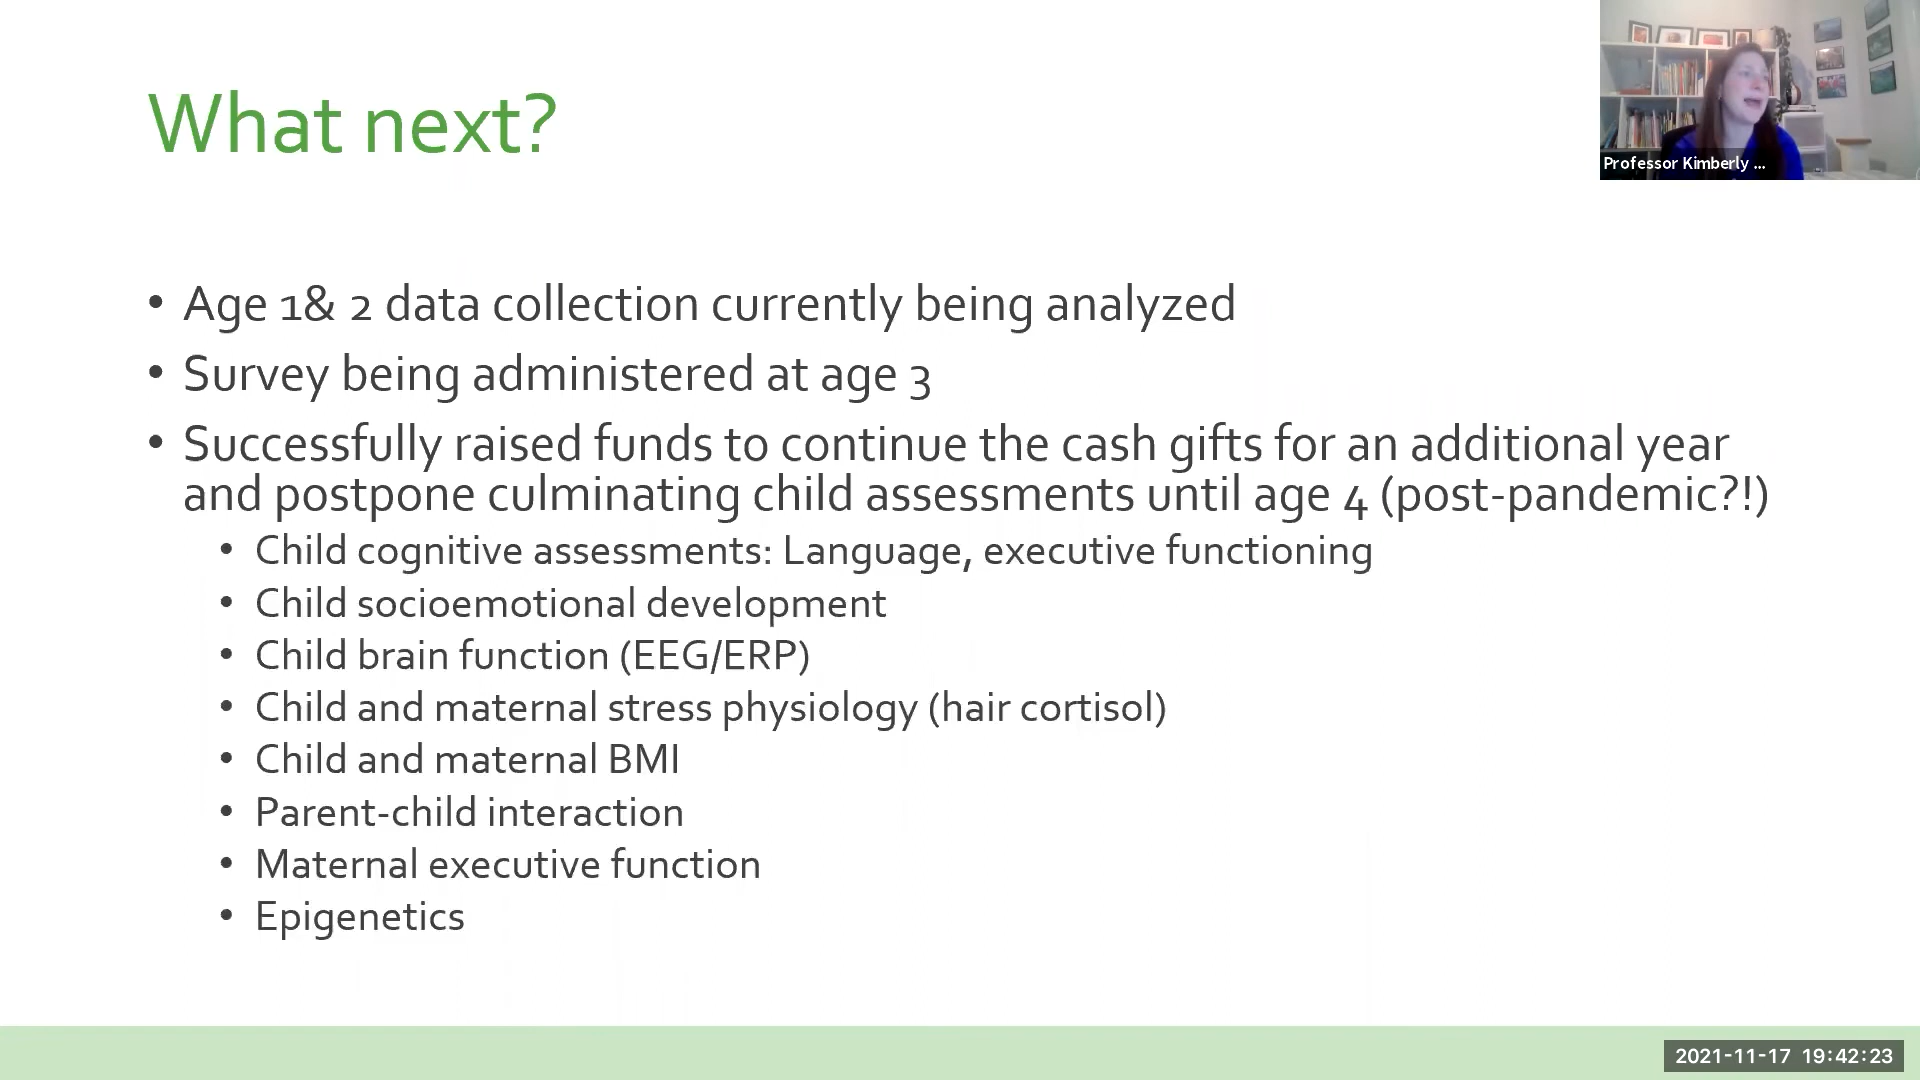 What next?
Professor Kimberly ...
• Age 1& 2 data collection currently being analyzed
• Survey being administered at age 3
• Successfully raised funds to continue the cash gifts for an additional year
and postpone culminating child assessments until age 4 (post-pandemic?!)
• Child cognitive assessments: Language, executive functioning
• Child socioemotional development
• Child brain function (EEG/ERP)
• Child and maternal stress physiology (hair cortisol)
• Child and maternal BMI
• Parent-child interaction
• Maternal executive function
• Epigenetics
2021-11-17 19:42:23